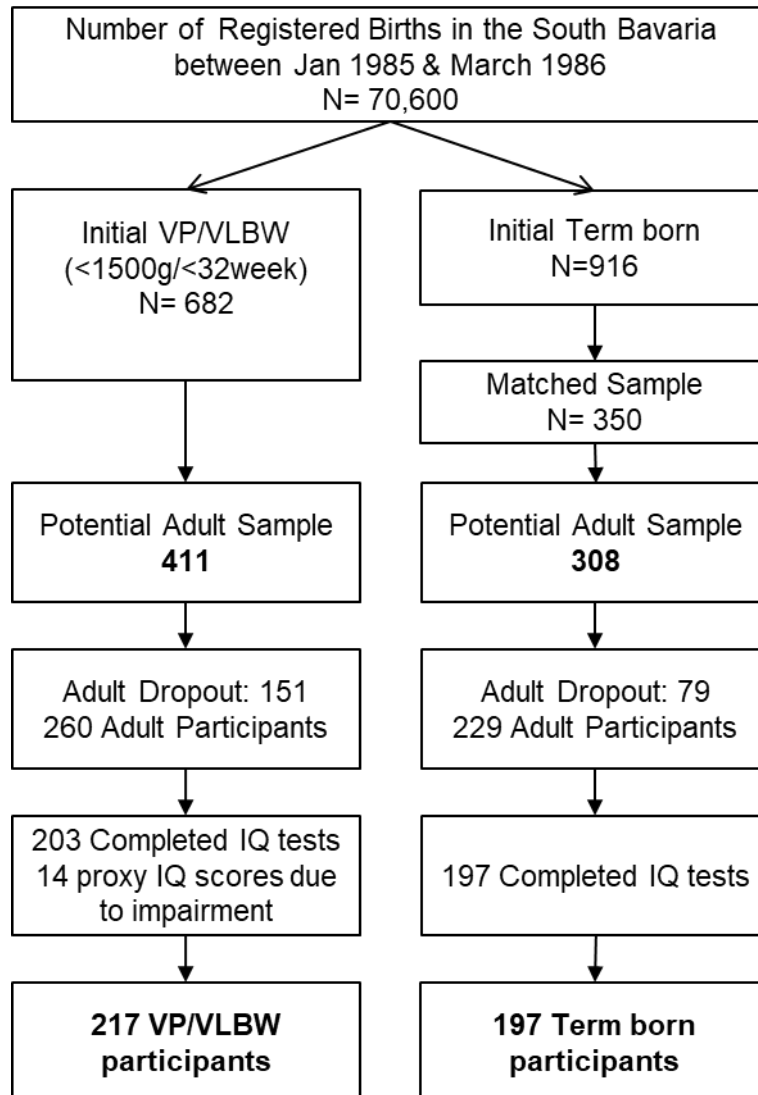 Number of Registered Births in the South Bavaria
between Jan 1985 & March 1986
N= 70,600
Initial VP/VLBW
(<1500g/<32week)
N= 682
Initial Term born
N=916
Matched Sample
N= 350
Potential Adult Sample
411
Potential Adult Sample
308
Adult Dropout: 151
260 Adult Participants
Adult Dropout: 79
229 Adult Participants
203 Completed IQ tests
14 proxy IQ scores due
to impairment
197 Completed IQ tests
217 VP/VLBW
participants
197 Term born
participants